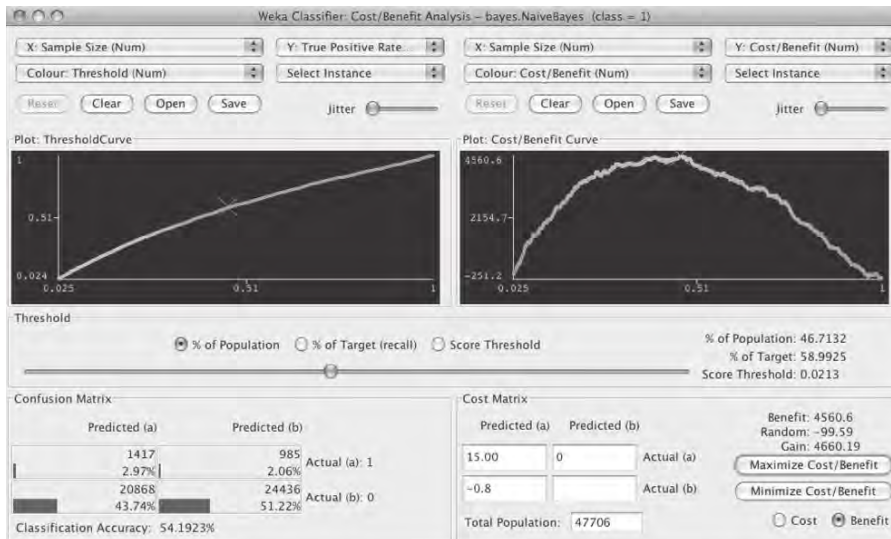 Weka Classifier: Cost/Benefit Analysis – bayes.NaiveBayes (class = 1)
X: Sample Size (Num)
Y: True Positive Rate...
X: Sample Size (Num)
Y: Cost/Benefit (Num)
Colour: Threshold (Num)
Select Instance
Colour: Cost/Benefit (Num)
Select Instance
Reset
Clear
Open
Save
Jitter
Reset
Clear
Open
Save
Jitter
Plot: ThresholdCurve
Plot: Cost/Benefit Curve
1
0.51
0.024
0.025
0.51
1
4560.6
2154.7
-251.2
0.025
0.51
1
Threshold
% of Population
% of Target (recall)
Score Threshold
% of Population: 46.7132
% of Target: 58.9925
Score Threshold: 0.0213
Confusion Matrix
Predicted (a) Predicted (b)
1417 985
2.97% 2.06% Actual (a): 1
20868 24436
43.74% 51.22% Actual (b): 0
Classification Accuracy: 54.1923%
Cost Matrix
Predicted (a) Predicted (b)
15.00 0 Actual (a)
-0.8 Actual (b)
Total Population: 47706
Benefit: 4560.6
Random: -99.59
Gain: 4660.19
Maximize Cost/Benefit
Minimize Cost/Benefit
Cost
Benefit